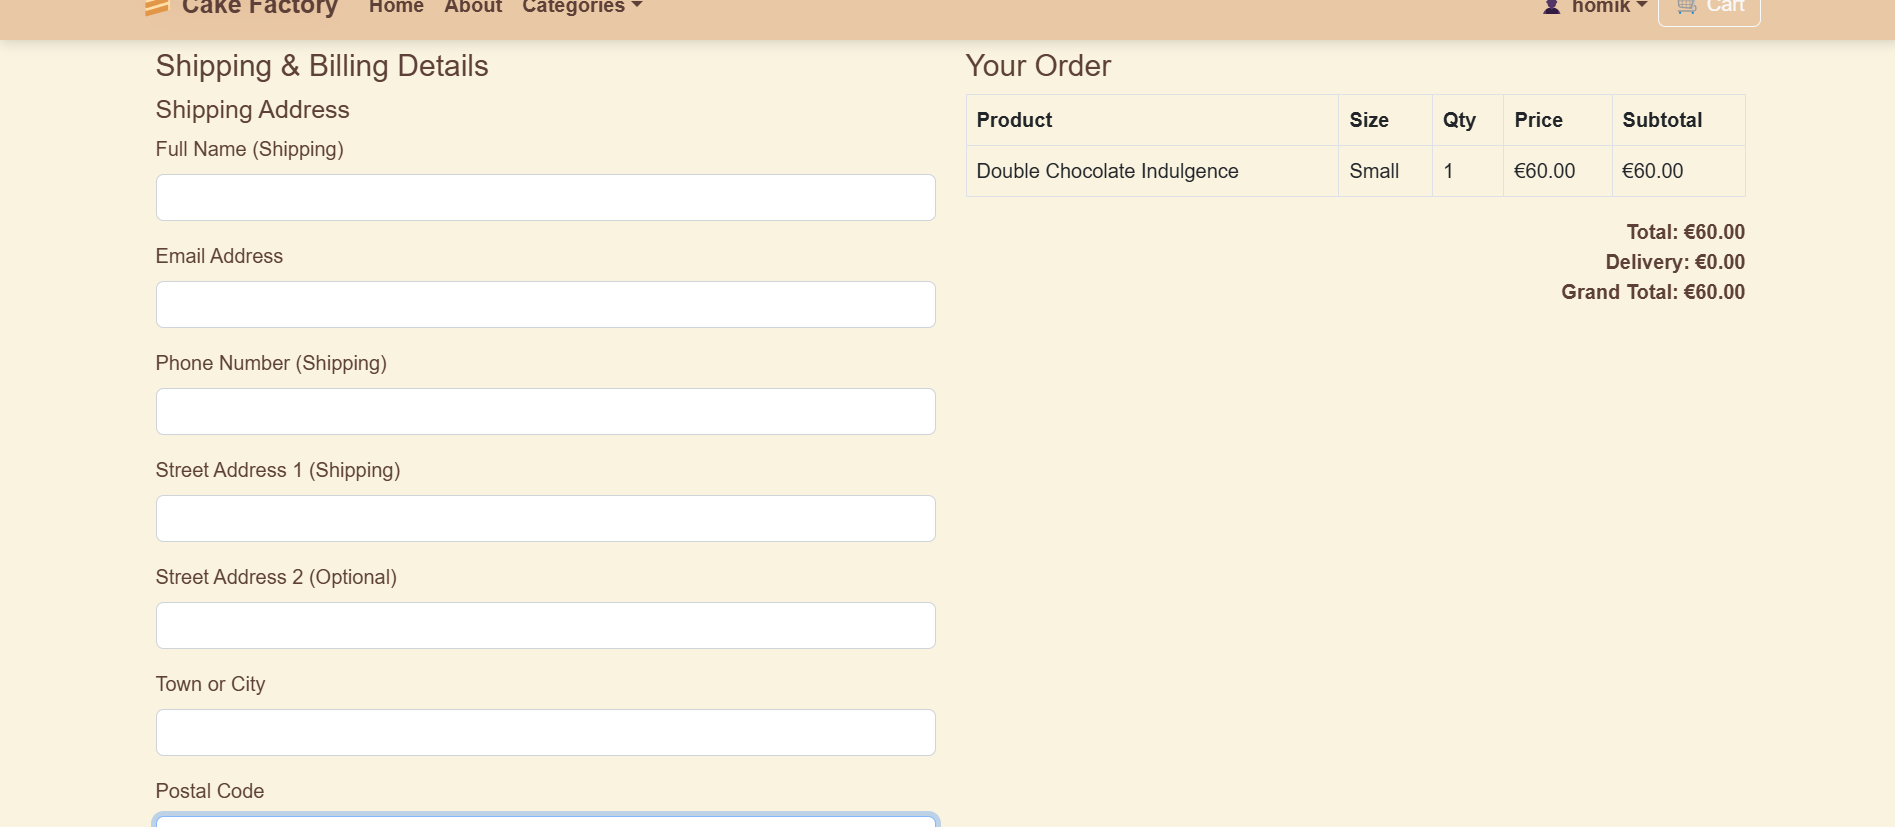 Cake Factory Home About Categories homik Cart
Shipping & Billing Details
Shipping Address
Full Name (Shipping)
Email Address
Phone Number (Shipping)
Street Address 1 (Shipping)
Street Address 2 (Optional)
Town or City
Postal Code
Your Order
Product Size Qty Price Subtotal
Double Chocolate Indulgence Small 1 €60.00 €60.00
Total: €60.00
Delivery: €0.00
Grand Total: €60.00